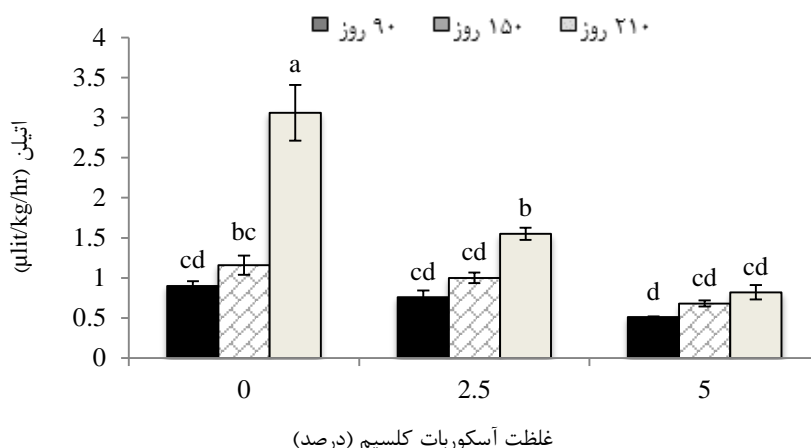 ۹۰ روز ۱۵۰ روز ۲۱۰ روز
4
3.5
3
2.5
2
1.5
1
0.5
0
اتیلن (µlit/kg/hr)
cd bc a
cd cd b
d cd cd
0 2.5 5
غلظت آسکوربات کلسیم (درصد)